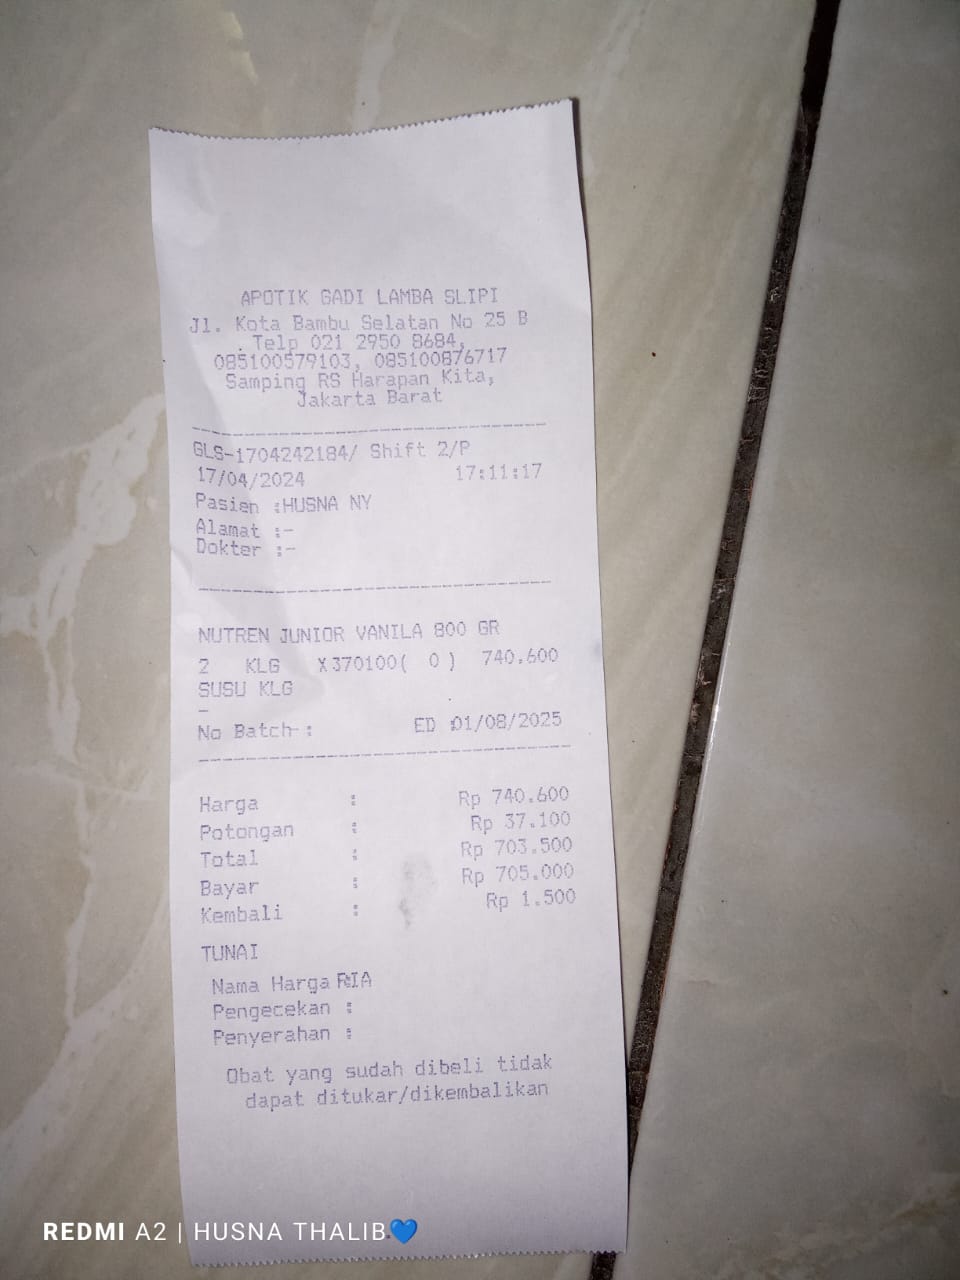 APOTIK GADI LAMBA SLIPI
Jl. Kota Bambu Selatan No 25 B
Telp 021 2950 8684,
085100579103, 085100876717
Samping RS Harapan Kita,
Jakarta Barat
GLS-1704242184/ Shift 2/P
17/04/2024 17:11:17
Pasien :HUSNA NY
Alamat :-
Dokter :-
NUTREN JUNIOR VANILA 800 GR
2 KLG X370100( 0 ) 740.600
SUSU KLG
-
No Batch : ED :01/08/2025
Harga : Rp 740.600
Potongan : Rp 37.100
Total : Rp 703.500
Bayar : Rp 705.000
Kembali : Rp 1.500
TUNAI
Nama Harga RIA
Pengecekan :
Penyerahan :
Obat yang sudah dibeli tidak
dapat ditukar/dikembalikan
REDMI A2 | HUSNA THALIB💙